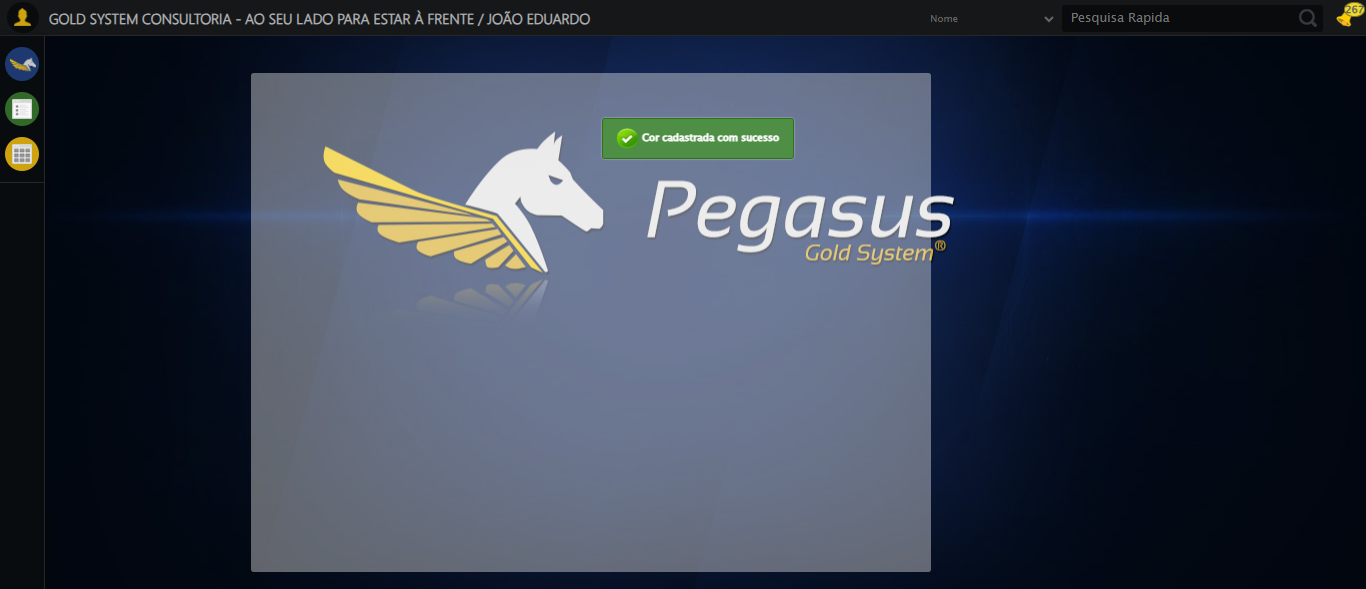 GOLD SYSTEM CONSULTORIA - AO SEU LADO PARA ESTAR À FRENTE / JOÃO EDUARDO
Nome
Pesquisa Rapida
267
Cor cadastrada com sucesso
Pegasus
Gold System®